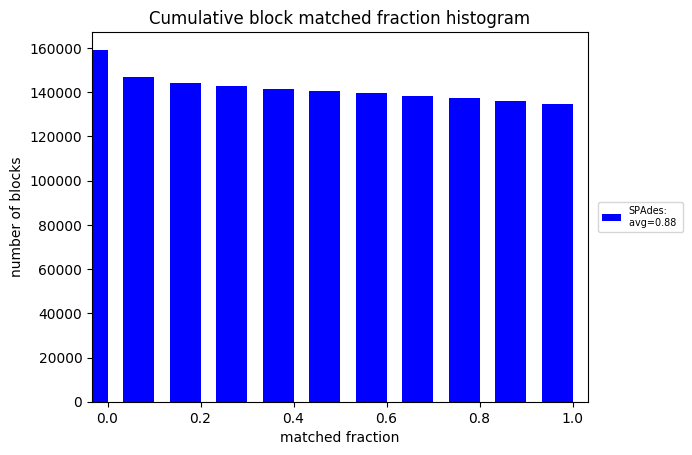 Cumulative block matched fraction histogram
160000
140000
120000
100000
80000
60000
40000
20000
0
number of blocks
0.0 0.2 0.4 0.6 0.8 1.0
matched fraction
SPAdes:
avg=0.88